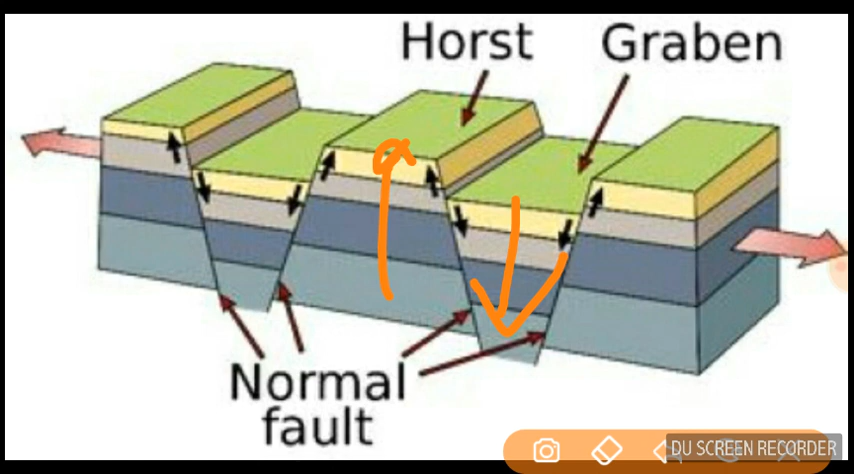 Horst
Graben
Normal
fault
DU SCREEN RECORDER